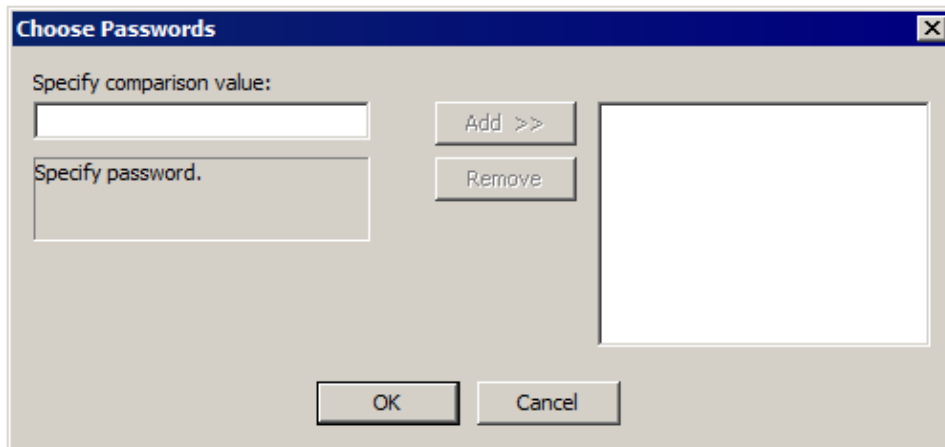 Choose Passwords
Specify comparison value:
Add >>
Specify password.
Remove
OK
Cancel